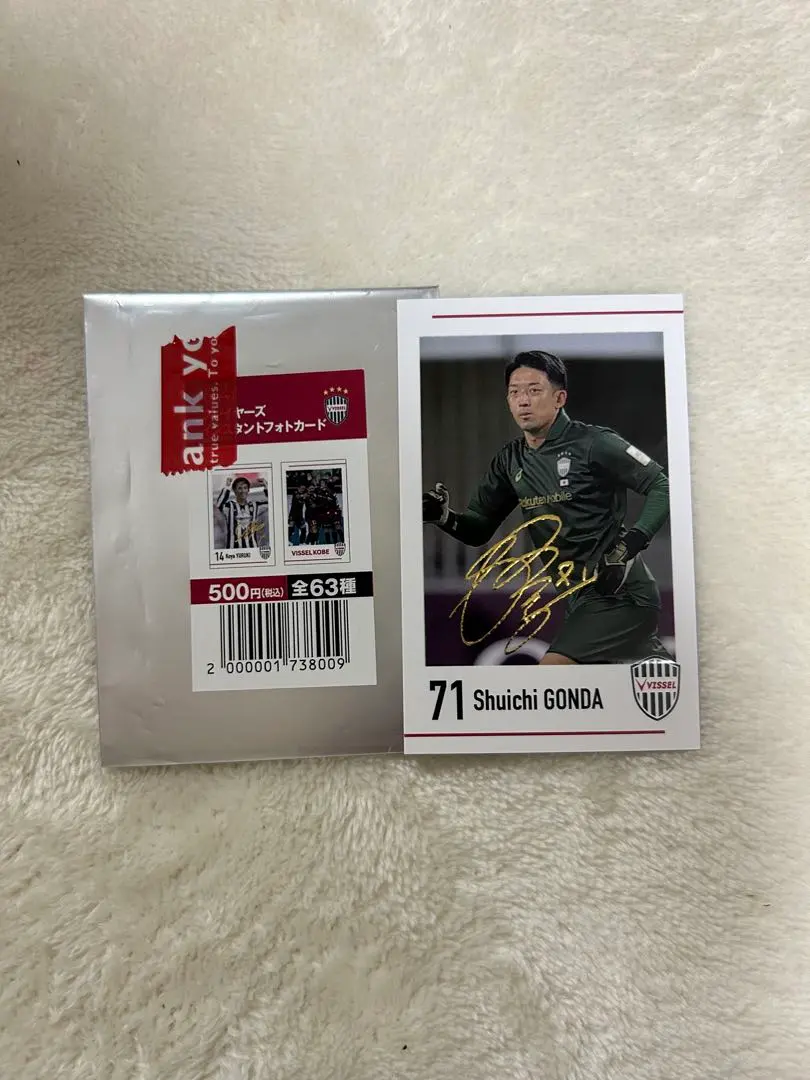 ank yo
true values. To yo
ヤーズ
タントフォトカード
VISSEL
14 Koya YURUKI
VISSEL KOBE
500円(税込) 全63種
2 000001 738009
Rakuten Mobile
71 Shuichi GONDA
VISSEL